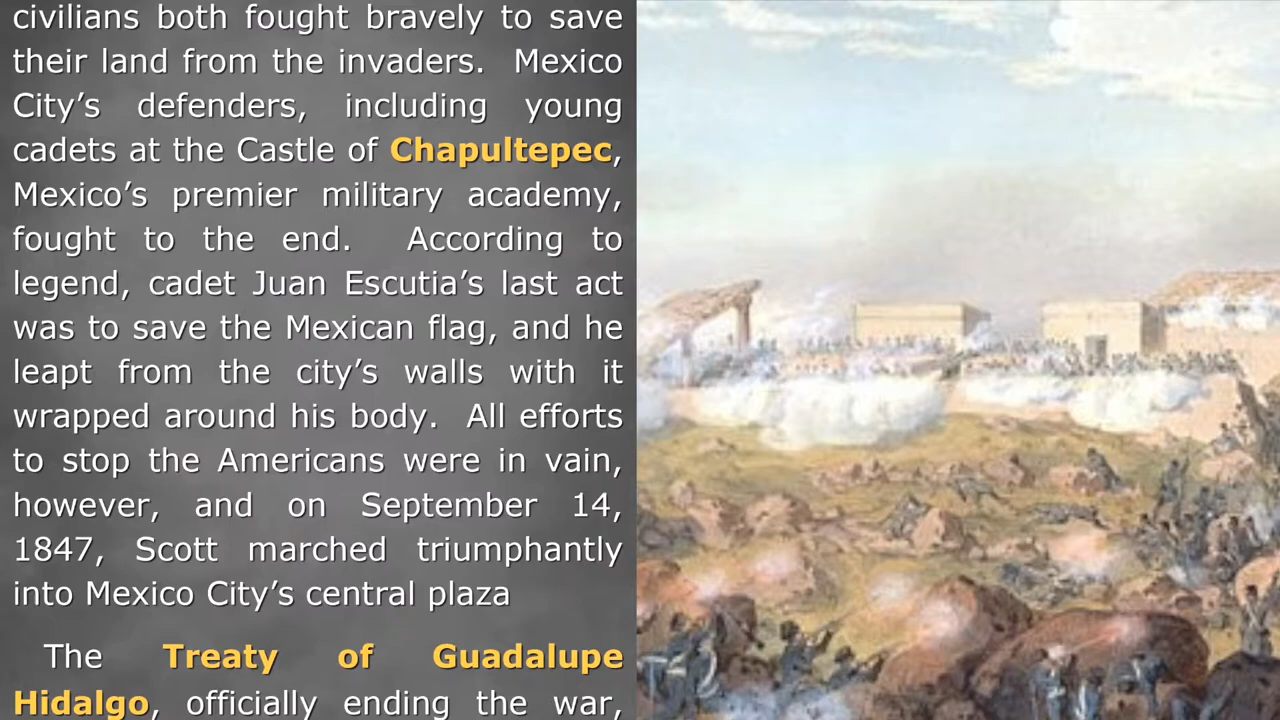 civilians both fought bravely to save
their land from the invaders. Mexico
City’s defenders, including young
cadets at the Castle of Chapultepec,
Mexico’s premier military academy,
fought to the end. According to
legend, cadet Juan Escutia’s last act
was to save the Mexican flag, and he
leapt from the city’s walls with it
wrapped around his body. All efforts
to stop the Americans were in vain,
however, and on September 14,
1847, Scott marched triumphantly
into Mexico City’s central plaza
The Treaty of Guadalupe
Hidalgo, officially ending the war,